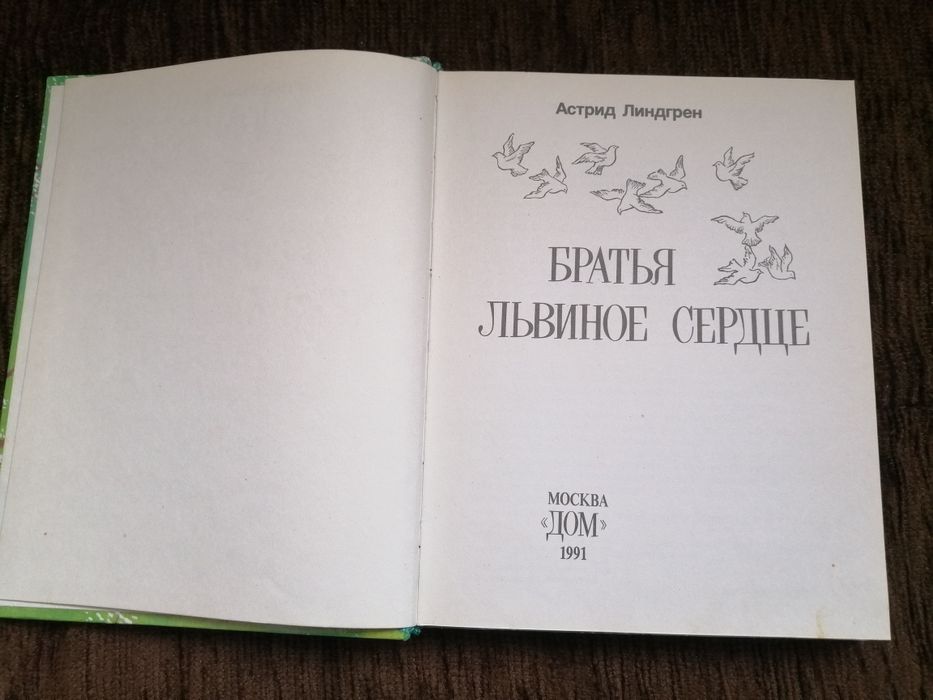 Астрид Линдгрен
БРАТЬЯ
ЛЬВИНОЕ СЕРДЦЕ
МОСКВА
«ДОМ»
1991